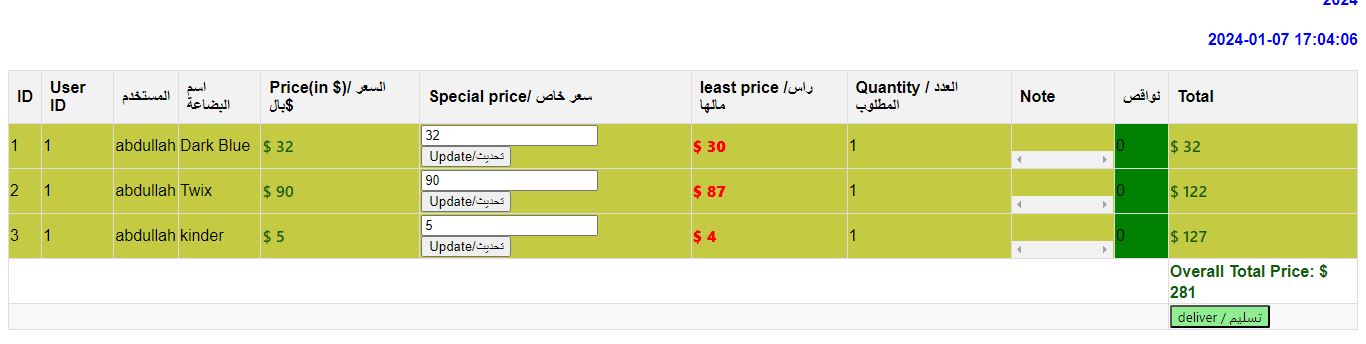 2024
2024-01-07 17:04:06
ID User ID المستخدم اسم البضاعة Price(in $)/ السعر بال$ Special price/ سعر خاص least price /راس مالها Quantity / العدد المطلوب Note نواقص Total
1 1 abdullah Dark Blue $ 32 32 $ 30 1 0 $ 32
Update/تحديث
2 1 abdullah Twix $ 90 90 $ 87 1 0 $ 122
Update/تحديث
3 1 abdullah kinder $ 5 5 $ 4 1 0 $ 127
Update/تحديث
Overall Total Price: $
281
deliver / تسليم